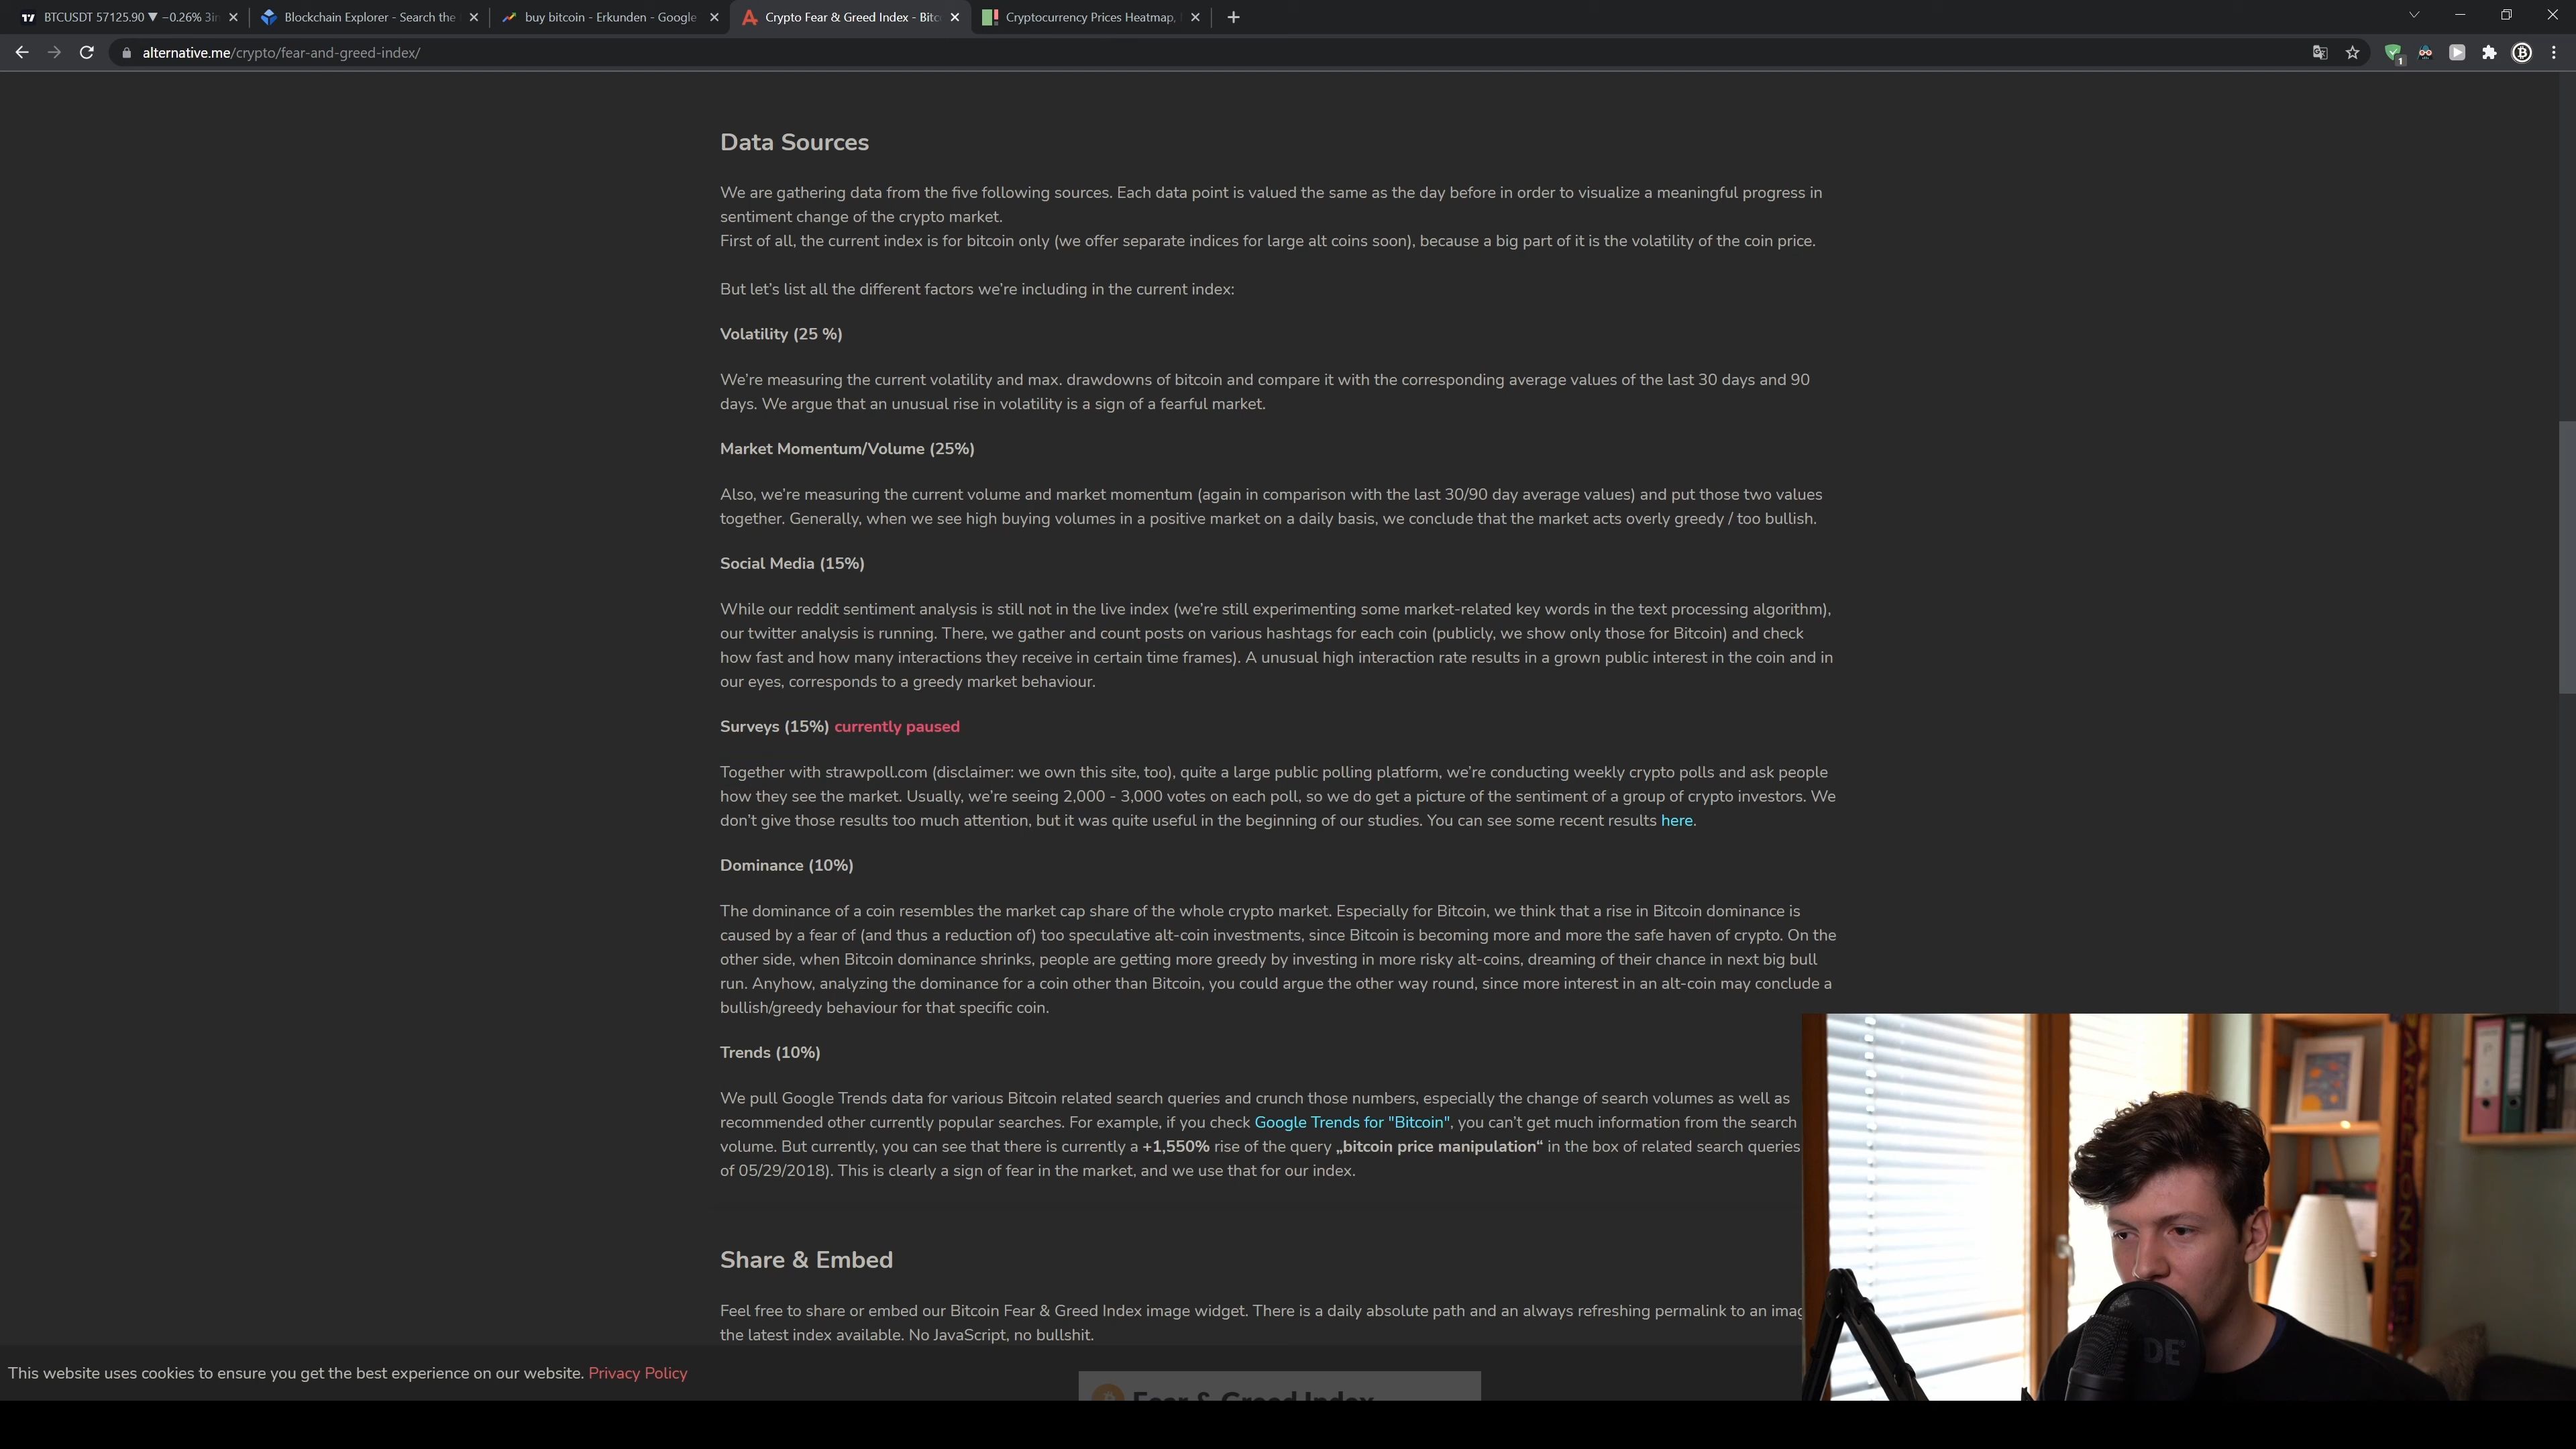 BTCUSDT 57125.90 ▼ −0.26% 3in
Blockchain Explorer - Search the
buy bitcoin - Erkunden - Google
Crypto Fear & Greed Index - Bitc
Cryptocurrency Prices Heatmap,
alternative.me/crypto/fear-and-greed-index/
1
Data Sources
We are gathering data from the five following sources. Each data point is valued the same as the day before in order to visualize a meaningful progress in
sentiment change of the crypto market.
First of all, the current index is for bitcoin only (we offer separate indices for large alt coins soon), because a big part of it is the volatility of the coin price.
But let's list all the different factors we're including in the current index:
Volatility (25 %)
We're measuring the current volatility and max. drawdowns of bitcoin and compare it with the corresponding average values of the last 30 days and 90
days. We argue that an unusual rise in volatility is a sign of a fearful market.
Market Momentum/Volume (25%)
Also, we're measuring the current volume and market momentum (again in comparison with the last 30/90 day average values) and put those two values
together. Generally, when we see high buying volumes in a positive market on a daily basis, we conclude that the market acts overly greedy / too bullish.
Social Media (15%)
While our reddit sentiment analysis is still not in the live index (we're still experimenting some market-related key words in the text processing algorithm),
our twitter analysis is running. There, we gather and count posts on various hashtags for each coin (publicly, we show only those for Bitcoin) and check
how fast and how many interactions they receive in certain time frames). A unusual high interaction rate results in a grown public interest in the coin and in
our eyes, corresponds to a greedy market behaviour.
Surveys (15%) currently paused
Together with strawpoll.com (disclaimer: we own this site, too), quite a large public polling platform, we're conducting weekly crypto polls and ask people
how they see the market. Usually, we're seeing 2,000 - 3,000 votes on each poll, so we do get a picture of the sentiment of a group of crypto investors. We
don't give those results too much attention, but it was quite useful in the beginning of our studies. You can see some recent results here.
Dominance (10%)
The dominance of a coin resembles the market cap share of the whole crypto market. Especially for Bitcoin, we think that a rise in Bitcoin dominance is
caused by a fear of (and thus a reduction of) too speculative alt-coin investments, since Bitcoin is becoming more and more the safe haven of crypto. On the
other side, when Bitcoin dominance shrinks, people are getting more greedy by investing in more risky alt-coins, dreaming of their chance in next big bull
run. Anyhow, analyzing the dominance for a coin other than Bitcoin, you could argue the other way round, since more interest in an alt-coin may conclude a
bullish/greedy behaviour for that specific coin.
Trends (10%)
We pull Google Trends data for various Bitcoin related search queries and crunch those numbers, especially the change of search volumes as well as
recommended other currently popular searches. For example, if you check Google Trends for "Bitcoin", you can't get much information from the search
volume. But currently, you can see that there is currently a +1,550% rise of the query „bitcoin price manipulation“ in the box of related search queries
of 05/29/2018). This is clearly a sign of fear in the market, and we use that for our index.
Share & Embed
Feel free to share or embed our Bitcoin Fear & Greed Index image widget. There is a daily absolute path and an always refreshing permalink to an imag
the latest index available. No JavaScript, no bullshit.
This website uses cookies to ensure you get the best experience on our website. Privacy Policy
Fear & Greed Index
DE